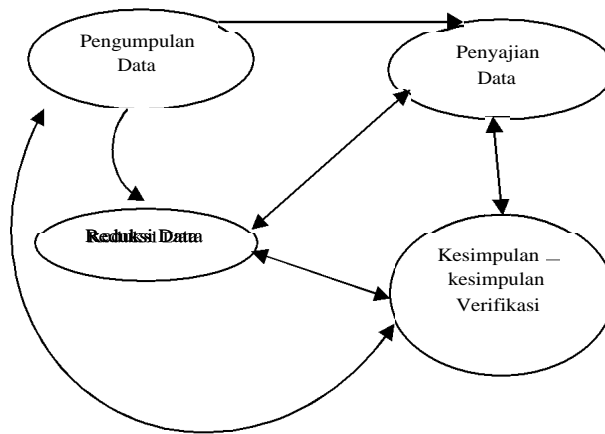 Pengumpulan
Data
Penyajian
Data
Reduksi Data
Kesimpulan –
kesimpulan
Verifikasi